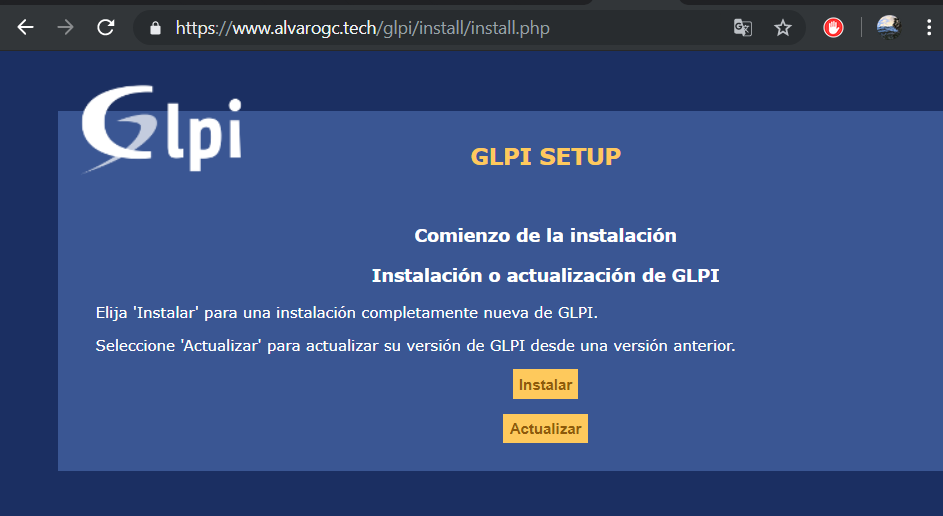 https://www.alvarogc.tech/glpi/install/install.php
Glpi
GLPI SETUP
Comienzo de la instalación
Instalación o actualización de GLPI
Elija 'Instalar' para una instalación completamente nueva de GLPI.
Seleccione 'Actualizar' para actualizar su versión de GLPI desde una versión anterior.
Instalar
Actualizar